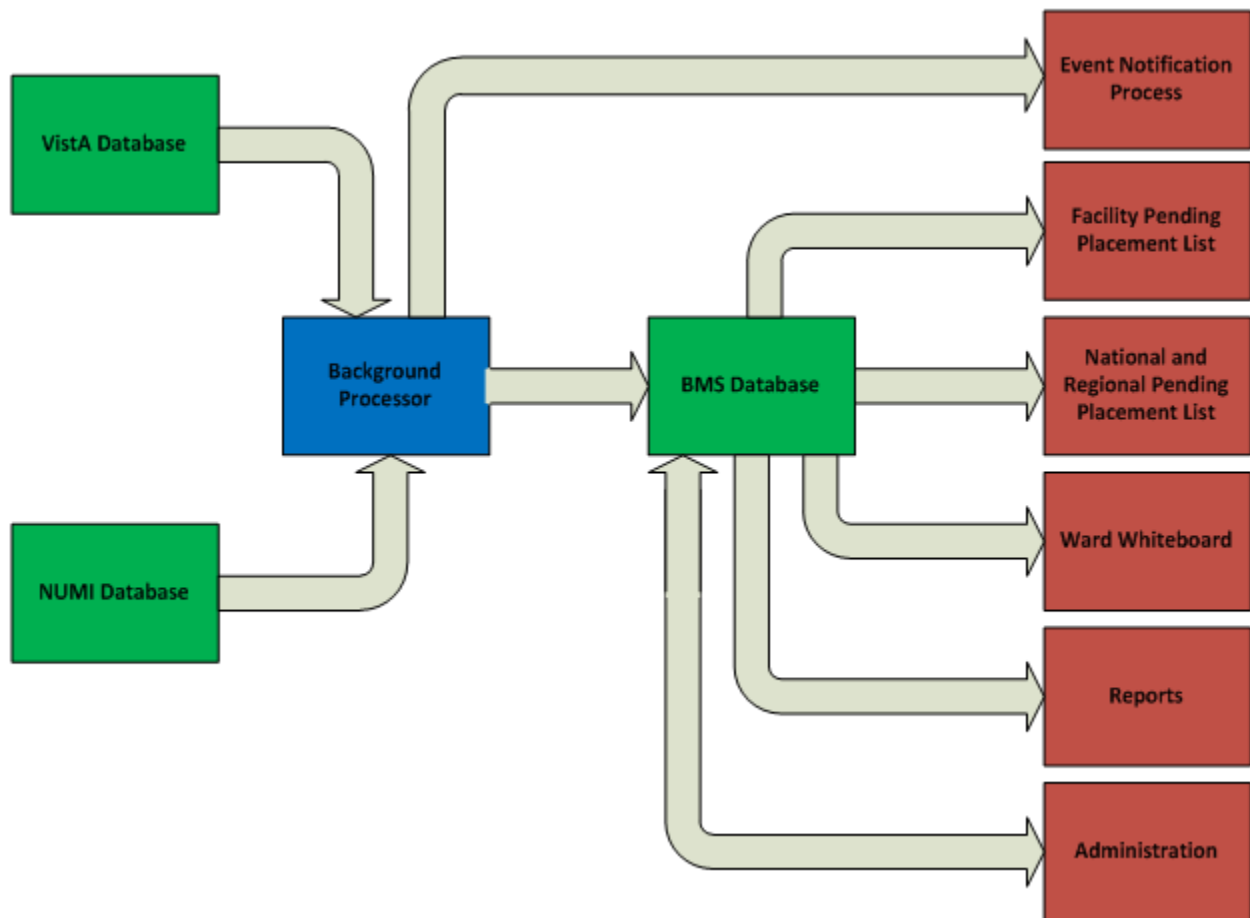 Event Notification
Process
VistA Database
Facility Pending
Placement List
Background
Processor
BMS Database
National and
Regional Pending
Placement List
NUMI Database
Ward Whiteboard
Reports
Administration